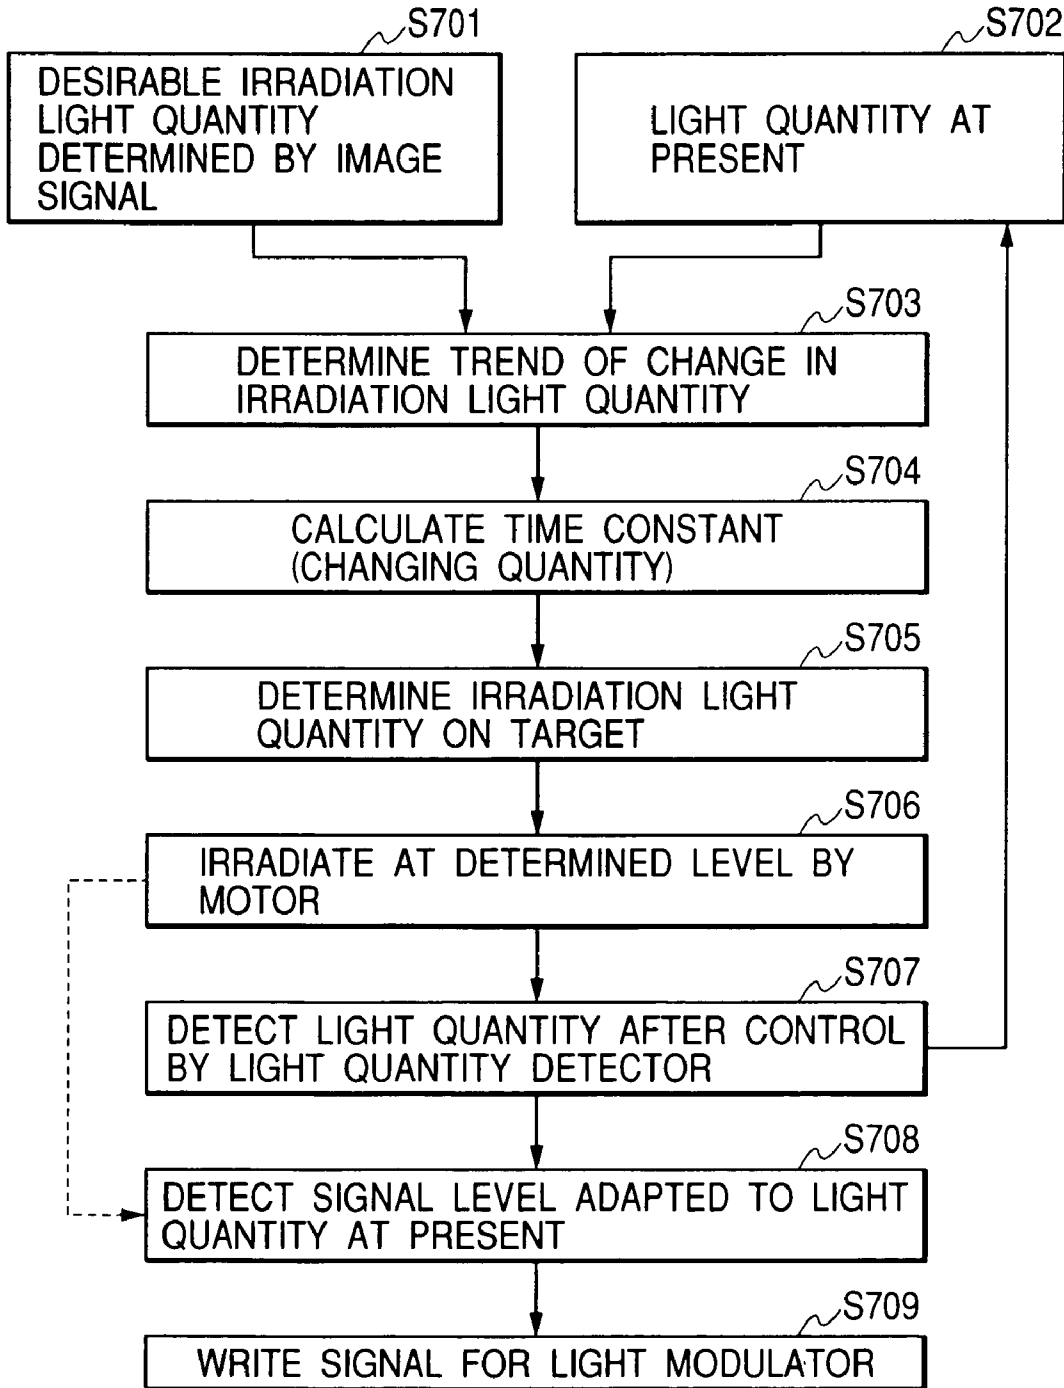 S701
DESIRABLE IRRADIATION
LIGHT QUANTITY
DETERMINED BY IMAGE
SIGNAL
S702
LIGHT QUANTITY AT
PRESENT
S703
DETERMINE TREND OF CHANGE IN
IRRADIATION LIGHT QUANTITY
S704
CALCULATE TIME CONSTANT
(CHANGING QUANTITY)
S705
DETERMINE IRRADIATION LIGHT
QUANTITY ON TARGET
S706
IRRADIATE AT DETERMINED LEVEL BY
MOTOR
S707
DETECT LIGHT QUANTITY AFTER CONTROL
BY LIGHT QUANTITY DETECTOR
S708
DETECT SIGNAL LEVEL ADAPTED TO LIGHT
QUANTITY AT PRESENT
S709
WRITE SIGNAL FOR LIGHT MODULATOR